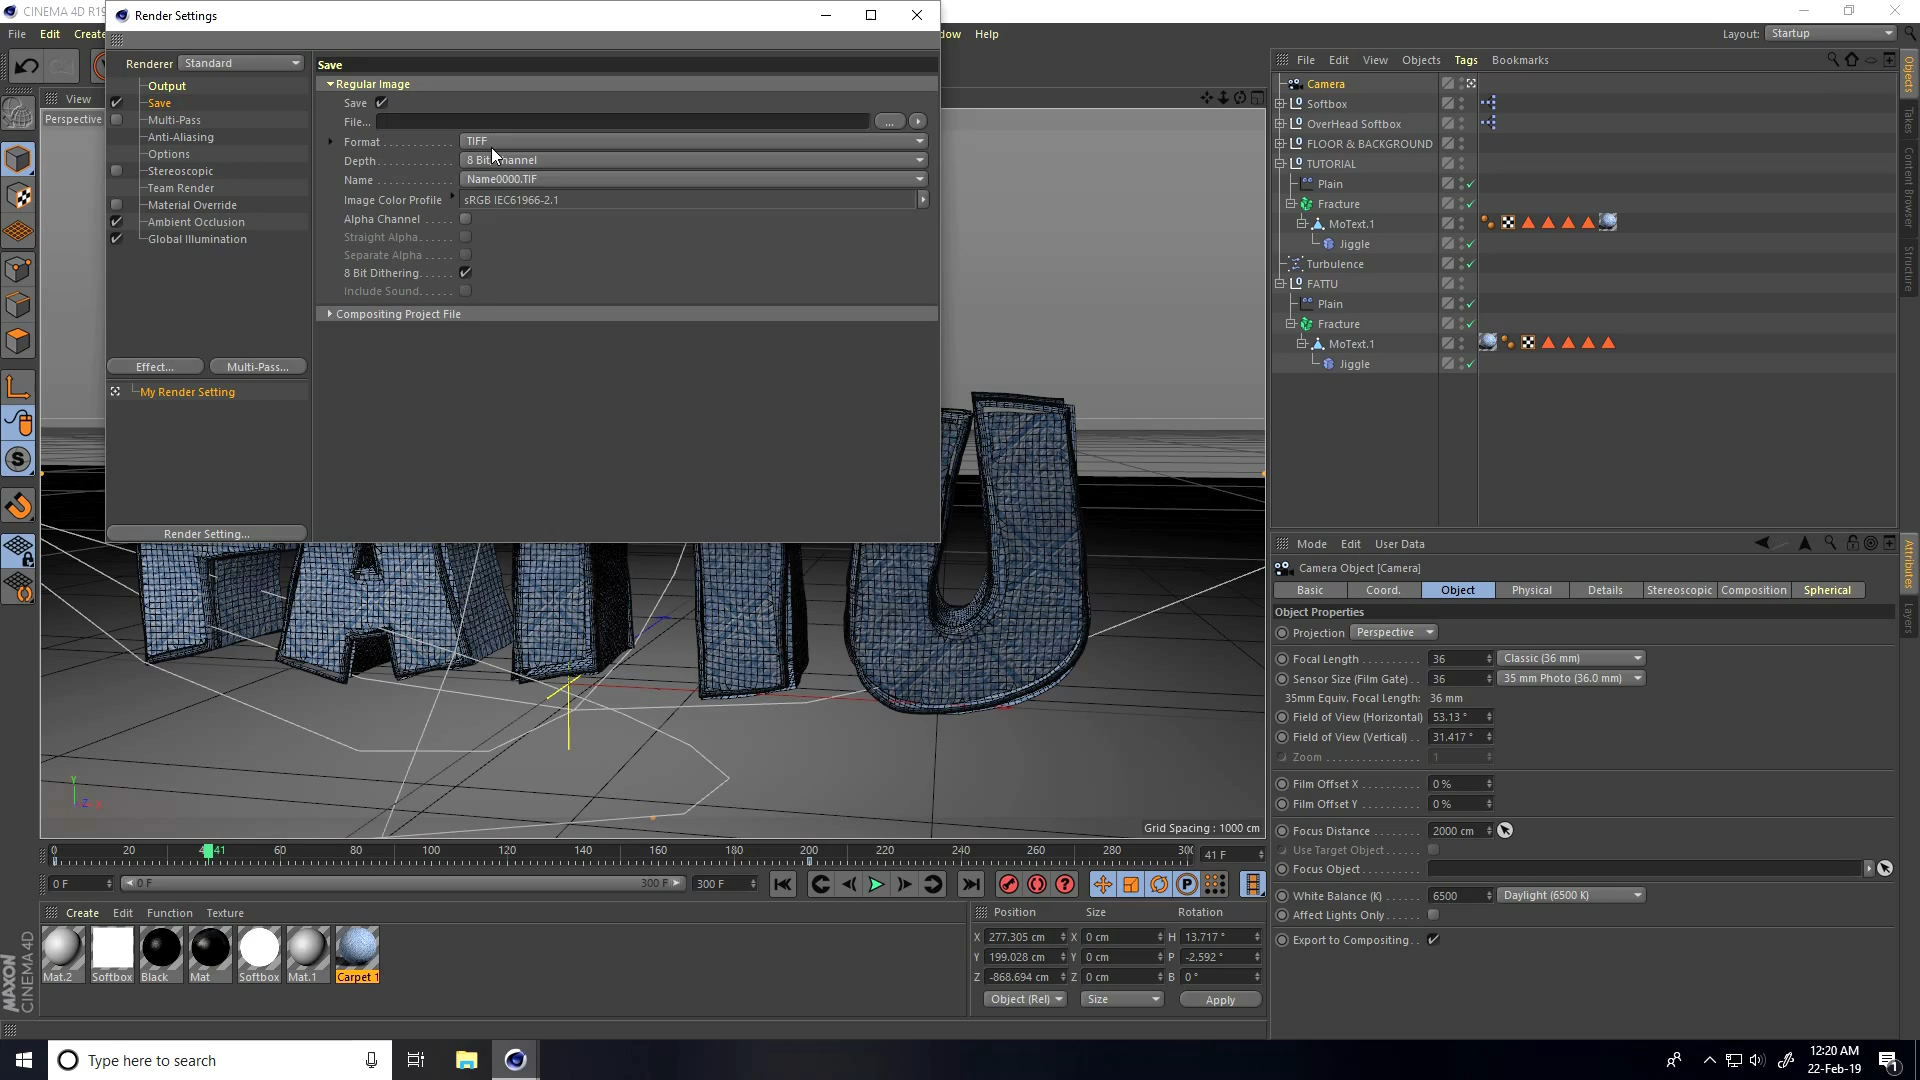 CINEMA 4D R19
Render Settings
File Edit Create
dow Help
Layout: Startup
Renderer Standard
Output
Save
Multi-Pass
Anti-Aliasing
Options
Stereoscopic
Team Render
Material Override
Ambient Occlusion
Global Illumination
Effect... Multi-Pass...
My Render Setting
Render Setting...
Save
Regular Image
Save
File...
...
Format TIFF
Depth 8 Bit/Channel
Name Name0000.TIF
Image Color Profile sRGB IEC61966-2.1
Alpha Channel
Straight Alpha
Separate Alpha
8 Bit Dithering
Include Sound
Compositing Project File
View
Perspective
Grid Spacing : 1000 cm
File Edit View Objects Tags Bookmarks
Camera
Softbox
OverHead Softbox
FLOOR & BACKGROUND
TUTORIAL
Plain
Fracture
MoText.1
Jiggle
Turbulence
FATTU
Plain
Fracture
MoText.1
Jiggle
Objects
Takes
Content Browser
Structure
Attributes
Layers
Mode Edit User Data
Camera Object [Camera]
Basic Coord. Object Physical Details Stereoscopic Composition Spherical
Object Properties
Projection Perspective
Focal Length 36 Classic (36 mm)
Sensor Size (Film Gate) 36 35 mm Photo (36.0 mm)
35mm Equiv. Focal Length: 36 mm
Field of View (Horizontal) 53.13 °
Field of View (Vertical) 31.417 °
Zoom 1
Film Offset X 0 %
Film Offset Y 0 %
Focus Distance 2000 cm
Use Target Object
Focus Object
White Balance (K) 6500 Daylight (6500 K)
Affect Lights Only
Export to Compositing
0 20 41 60 80 100 120 140 160 180 200 220 240 260 280 300
41 F
0 F 0 F 300 F 300 F
Create Edit Function Texture
Mat.2 Softbox Black Mat Softbox Mat.1 Carpet 1
Position Size Rotation
X 277.305 cm X 0 cm H 13.717 °
Y 199.028 cm Y 0 cm P -2.592 °
Z -868.694 cm Z 0 cm B 0 °
Object (Rel) Size Apply
MAXON
CINEMA 4D
Type here to search
12:20 AM
22-Feb-19
1